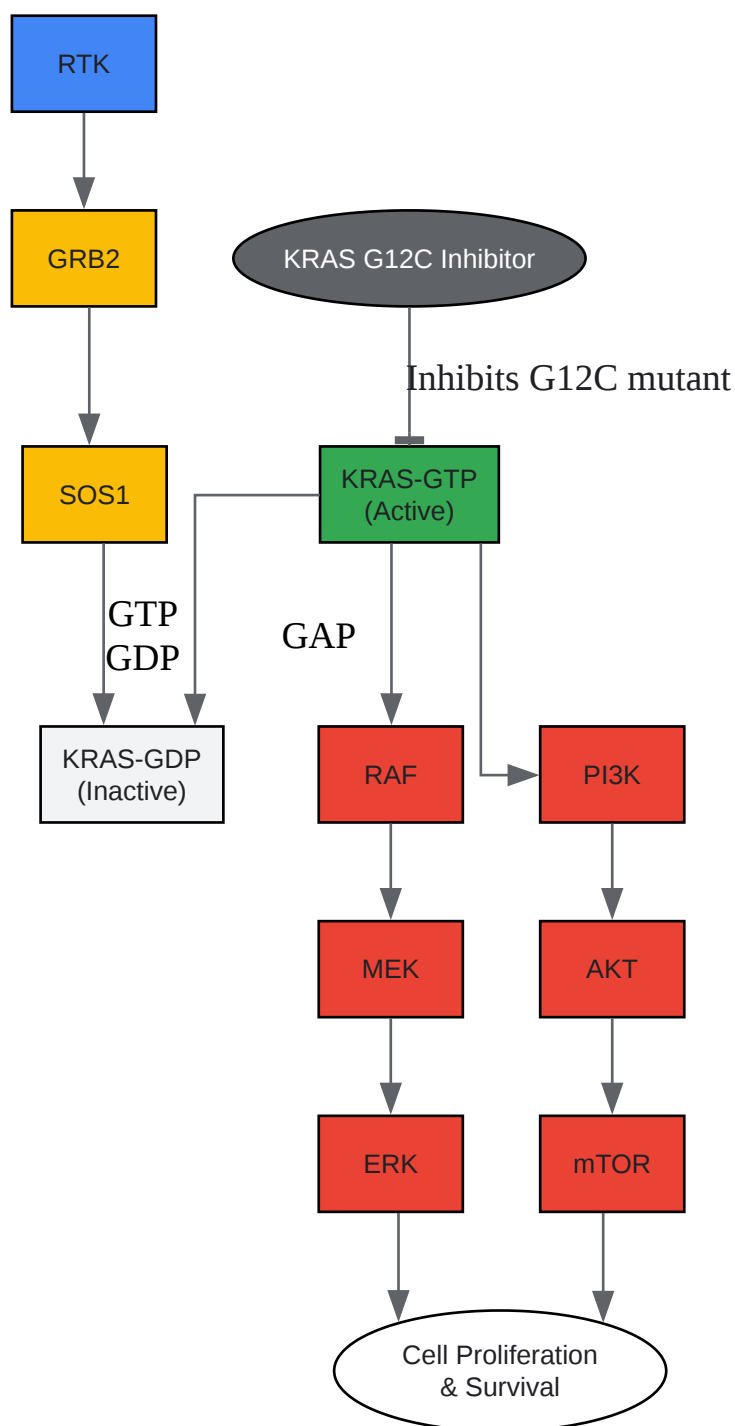 RTK
GRB2
KRAS G12C Inhibitor
Inhibits G12C mutant
SOS1
KRAS-GTP
(Active)
GTP
GDP
GAP
KRAS-GDP
(Inactive)
RAF
PI3K
MEK
AKT
ERK
mTOR
Cell Proliferation
& Survival